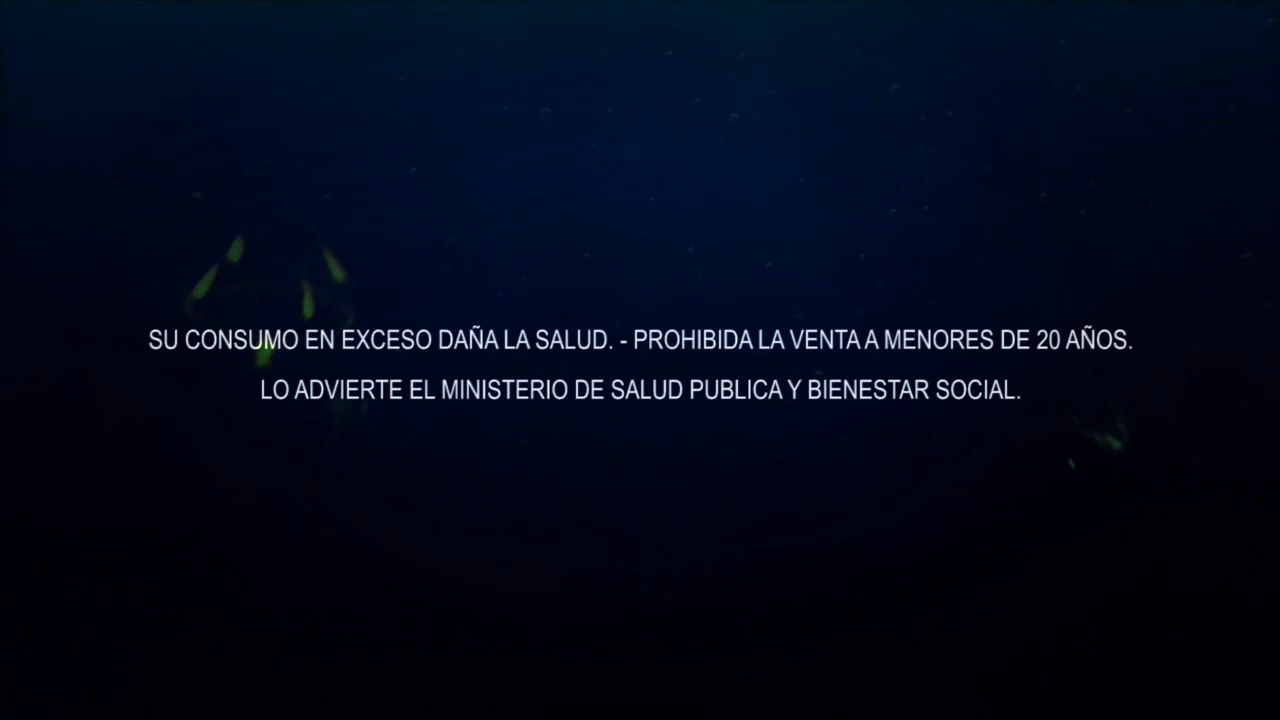 SU CONSUMO EN EXCESO DAÑA LA SALUD. - PROHIBIDA LA VENTA A MENORES DE 20 AÑOS.
LO ADVIERTE EL MINISTERIO DE SALUD PUBLICA Y BIENESTAR SOCIAL.